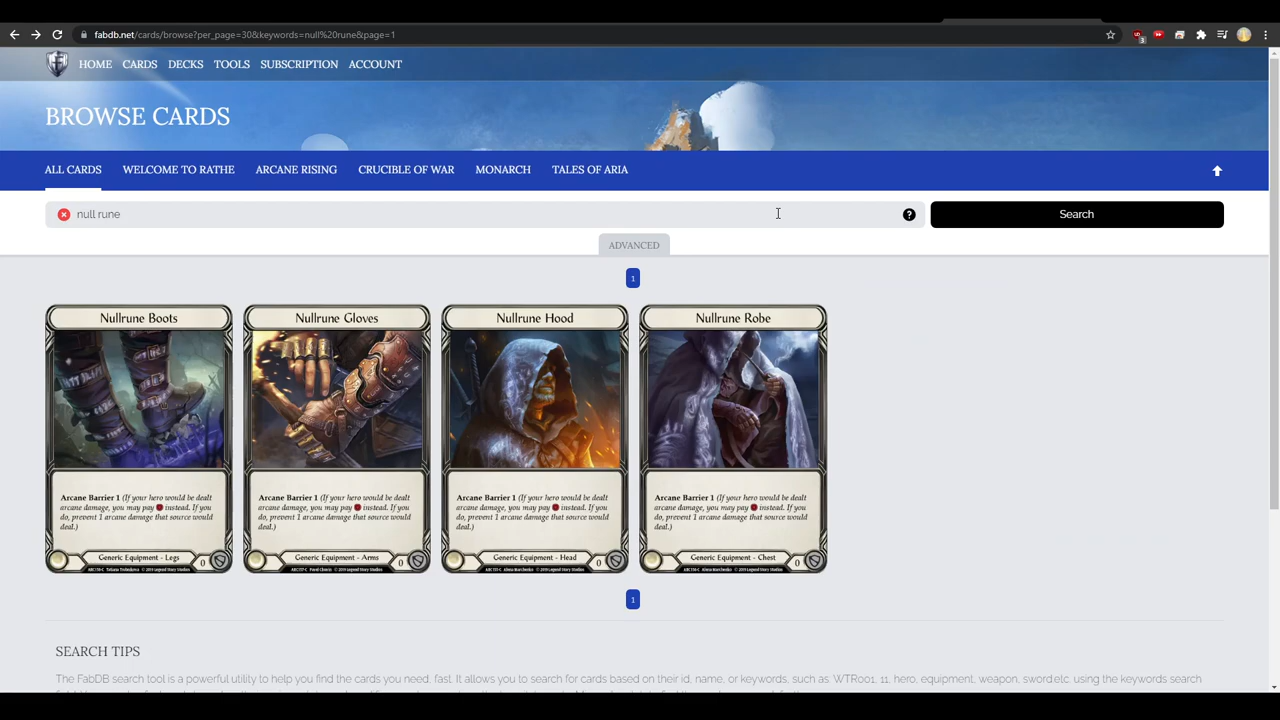 fabdb.net/cards/browse?per_page=30&keywords=null%20rune&page=1
3
HOME CARDS DECKS TOOLS SUBSCRIPTION ACCOUNT
BROWSE CARDS
ALL CARDS WELCOME TO RATHE ARCANE RISING CRUCIBLE OF WAR MONARCH TALES OF ARIA
null rune
?
Search
ADVANCED
1
Nullrune Boots
Arcane Barrier 1 (If your hero would be dealt
arcane damage, you may pay instead. If you
do, prevent 1 arcane damage that source would
deal.)
Generic Equipment - Legs
0
Nullrune Gloves
Arcane Barrier 1 (If your hero would be dealt
arcane damage, you may pay instead. If you
do, prevent 1 arcane damage that source would
deal.)
Generic Equipment - Arms
0
Nullrune Hood
Arcane Barrier 1 (If your hero would be dealt
arcane damage, you may pay instead. If you
do, prevent 1 arcane damage that source would
deal.)
Generic Equipment - Head
0
Nullrune Robe
Arcane Barrier 1 (If your hero would be dealt
arcane damage, you may pay instead. If you
do, prevent 1 arcane damage that source would
deal.)
Generic Equipment - Chest
0
1
SEARCH TIPS
The FabDB search tool is a powerful utility to help you find the cards you need, fast. It allows you to search for cards based on their id, name, or keywords, such as WTR001, 11, hero, equipment, weapon, sword,etc, using the keywords search